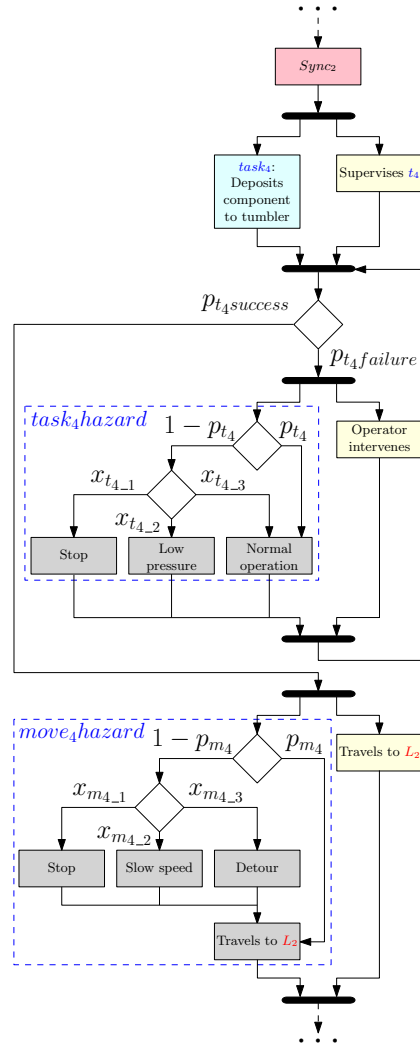 . . .
Sync₂
task₄:
Deposits
component
to tumbler
Supervises t₄
p_{t₄success}
p_{t₄failure}
task₄hazard
1 − p_{t₄}
p_{t₄}
Operator
intervenes
x_{t₄_1}
x_{t₄_3}
x_{t₄_2}
Stop
Low
pressure
Normal
operation
move₄hazard
1 − p_{m₄}
p_{m₄}
Travels to L₂
x_{m₄_1}
x_{m₄_3}
x_{m₄_2}
Stop
Slow speed
Detour
Travels to L₂
. . .